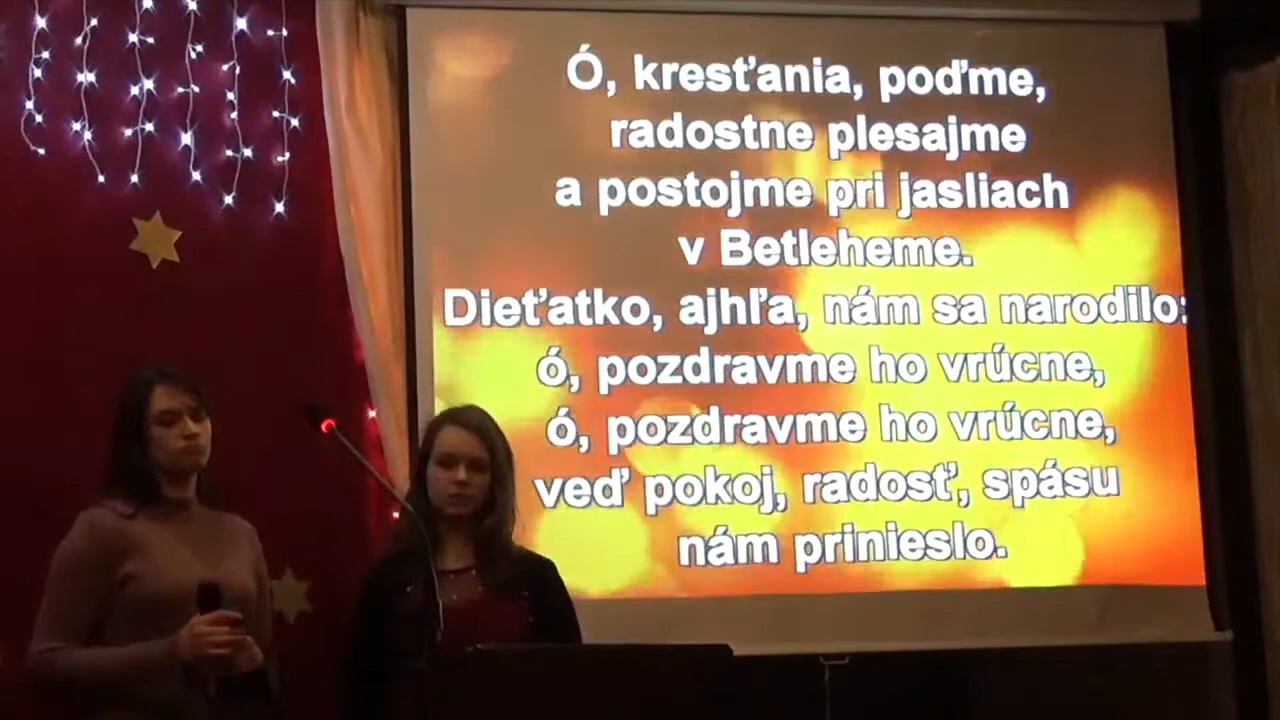 Ó, kresťania, poďme,
radostne plesajme
a postojme pri jasliach
v Betleheme.
Dieťatko, ajhľa, nám sa narodilo:
ó, pozdravme ho vrúcne,
ó, pozdravme ho vrúcne,
veď pokoj, radosť, spásu
nám prinieslo.